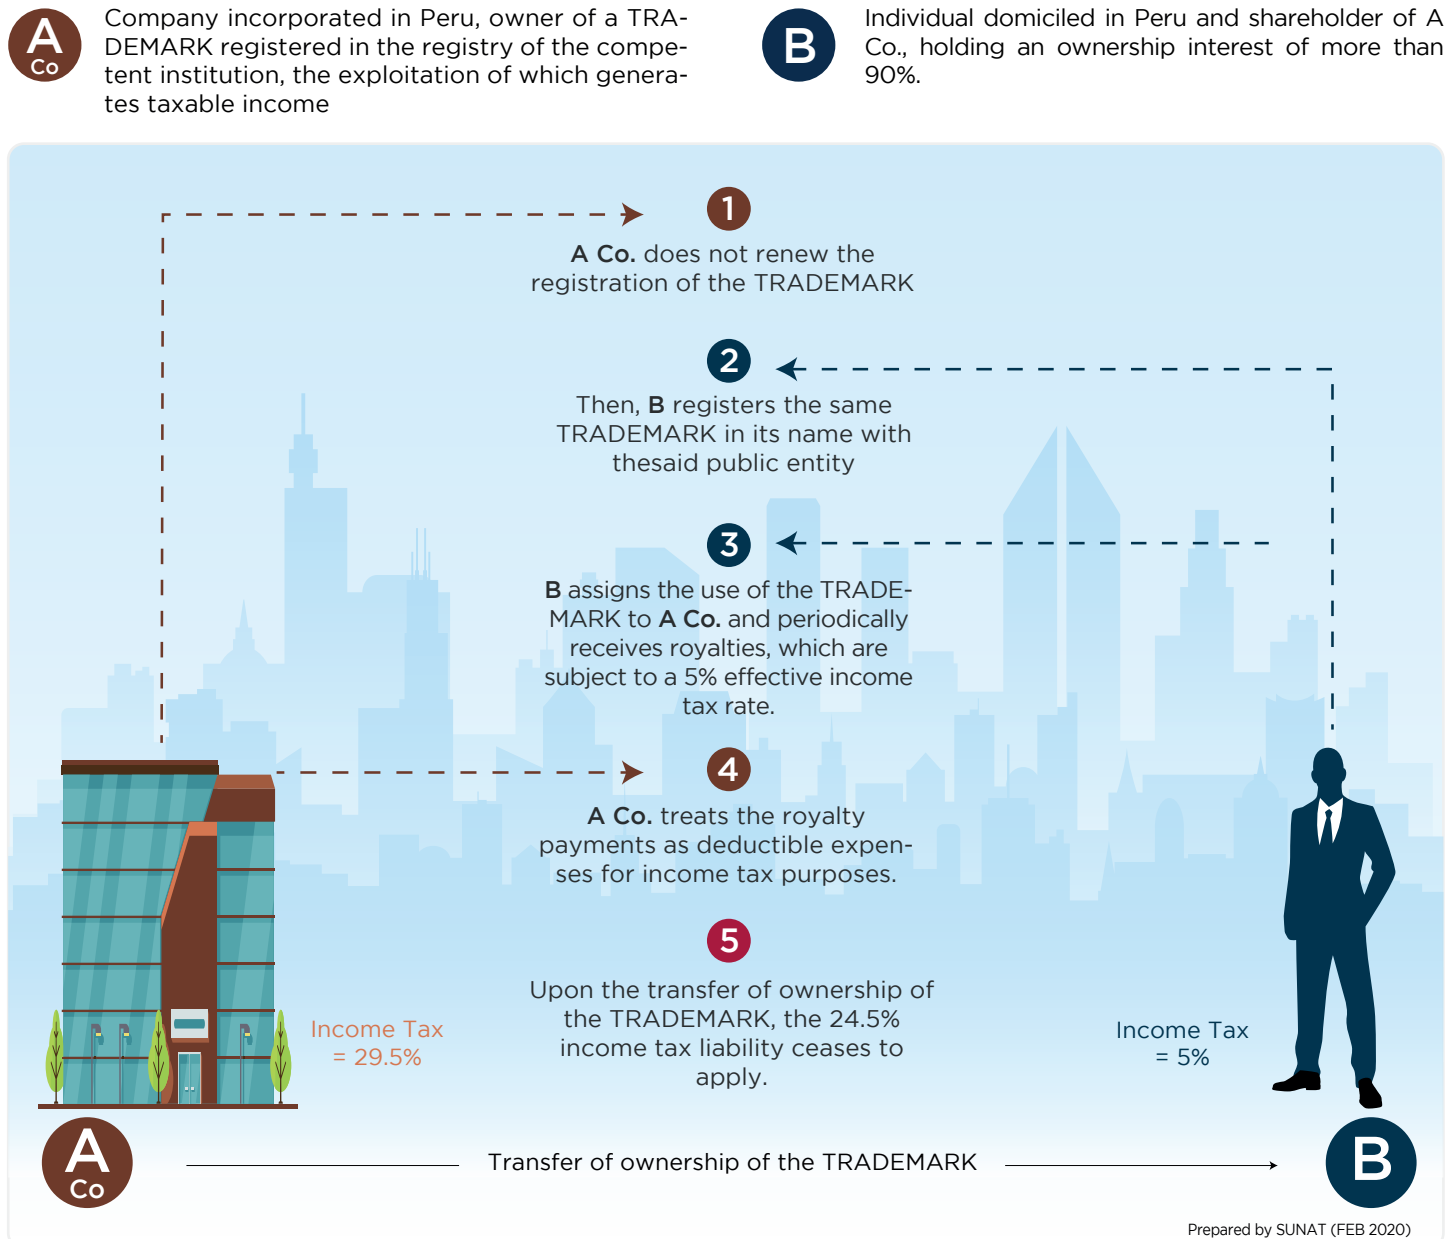 A
Co
Company incorporated in Peru, owner of a TRA-
DEMARK registered in the registry of the compe-
tent institution, the exploitation of which genera-
tes taxable income
B
Individual domiciled in Peru and shareholder of A
Co., holding an ownership interest of more than
90%.
1
A Co. does not renew the
registration of the TRADEMARK
2
Then, B registers the same
TRADEMARK in its name with
thesaid public entity
3
B assigns the use of the TRADE-
MARK to A Co. and periodically
receives royalties, which are
subject to a 5% effective income
tax rate.
4
A Co. treats the royalty
payments as deductible expen-
ses for income tax purposes.
5
Upon the transfer of ownership of
the TRADEMARK, the 24.5%
income tax liability ceases to
apply.
Income Tax
= 29.5%
Income Tax
= 5%
A
Co
Transfer of ownership of the TRADEMARK
B
Prepared by SUNAT (FEB 2020)